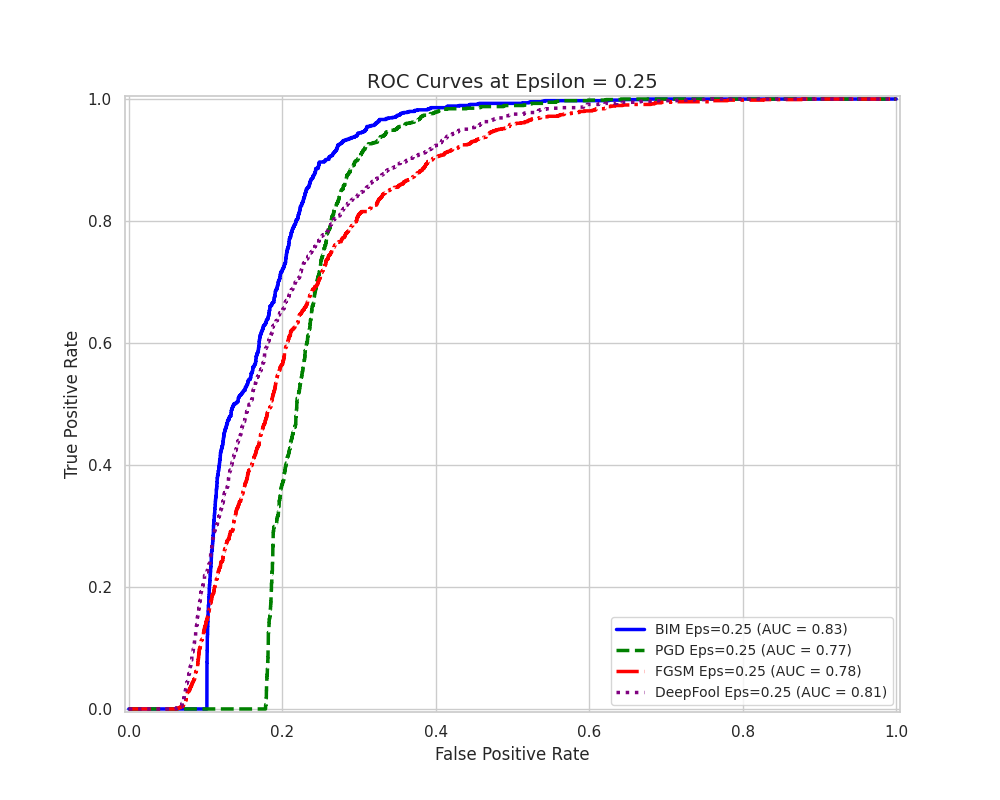 ROC Curves at Epsilon = 0.25
True Positive Rate
1.0
0.8
0.6
0.4
0.2
0.0
0.0 0.2 0.4 0.6 0.8 1.0
False Positive Rate
BIM Eps=0.25 (AUC = 0.83)
PGD Eps=0.25 (AUC = 0.77)
FGSM Eps=0.25 (AUC = 0.78)
DeepFool Eps=0.25 (AUC = 0.81)